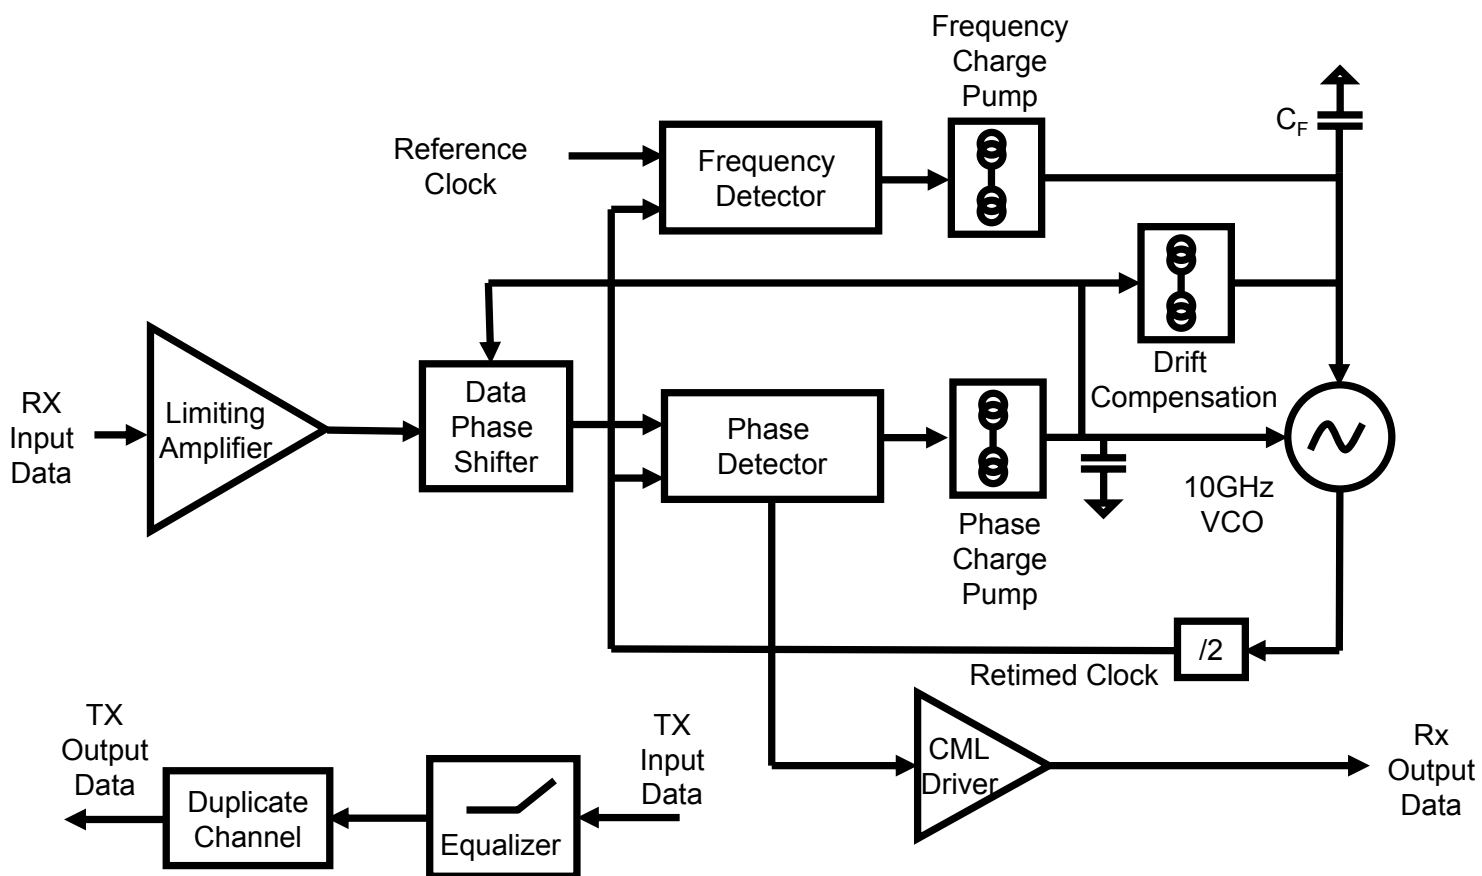 Frequency
Charge
Pump
C_F
Reference
Clock
Frequency
Detector
Drift
Compensation
RX
Input
Data
Limiting
Amplifier
Data
Phase
Shifter
Phase
Detector
Phase
Charge
Pump
10GHz
VCO
/2
Retimed Clock
TX
Output
Data
Duplicate
Channel
Equalizer
TX
Input
Data
CML
Driver
Rx
Output
Data